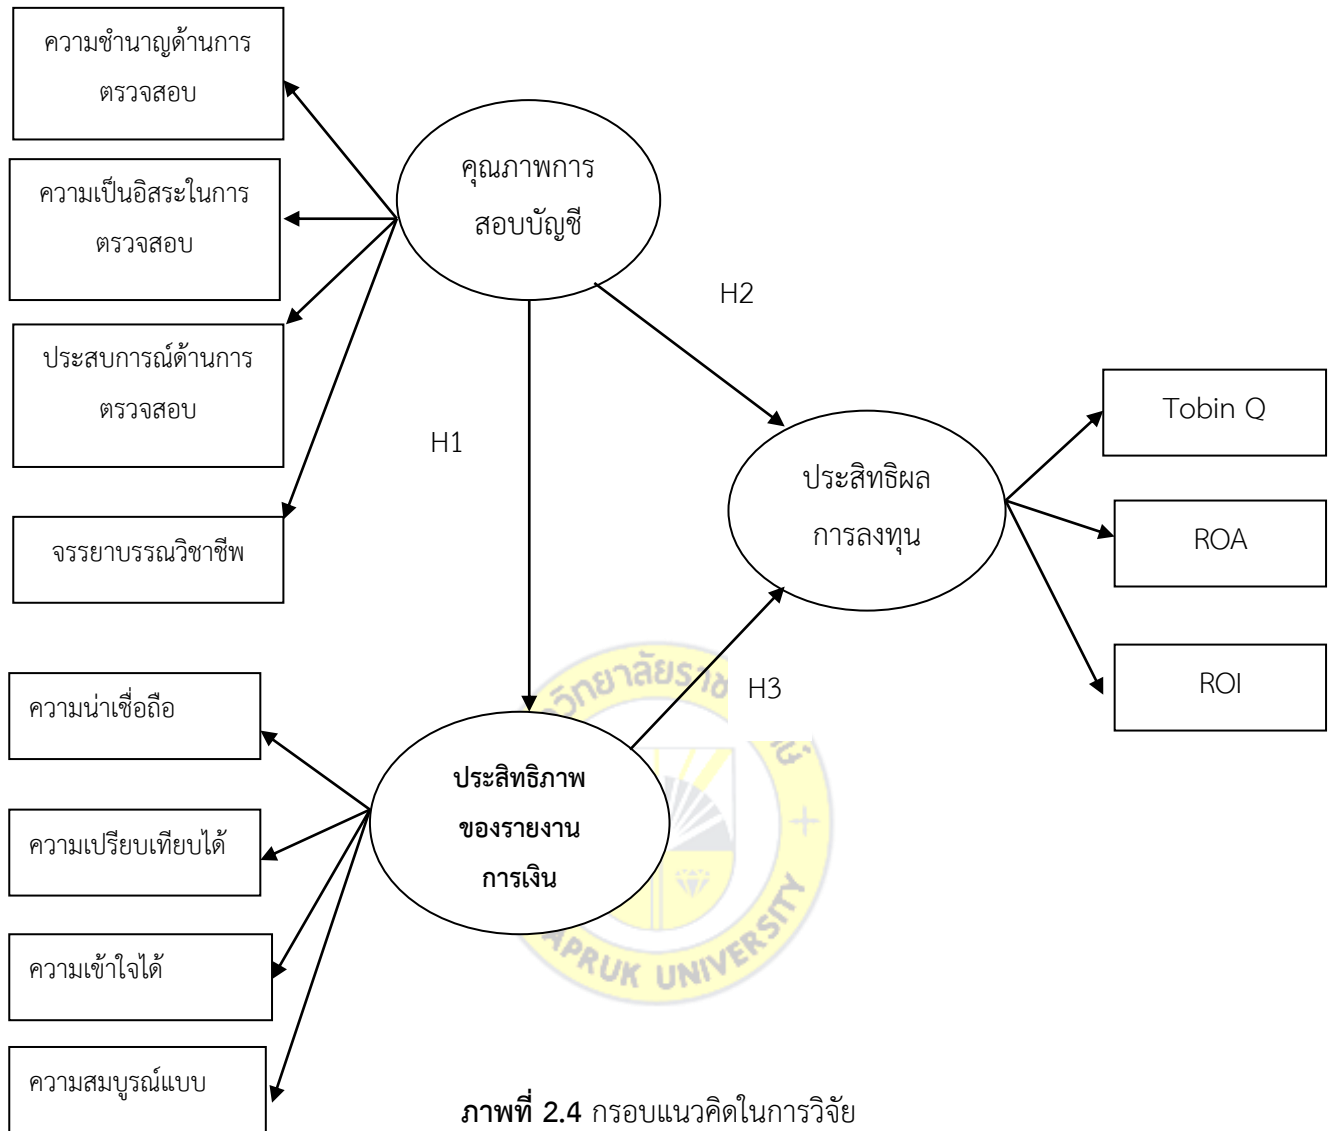 ความชำนาญด้านการ
ตรวจสอบ
ความเป็นอิสระในการ
ตรวจสอบ
ประสบการณ์ด้านการ
ตรวจสอบ
จรรยาบรรณวิชาชีพ
คุณภาพการ
สอบบัญชี
H2
H1
ประสิทธิผล
การลงทุน
Tobin Q
ROA
ROI
H3
ความน่าเชื่อถือ
ความเปรียบเทียบได้
ความเข้าใจได้
ความสมบูรณ์แบบ
ประสิทธิภาพ
ของรายงาน
การเงิน
APRUK UNIVERSITY
ภาพที่ 2.4 กรอบแนวคิดในการวิจัย